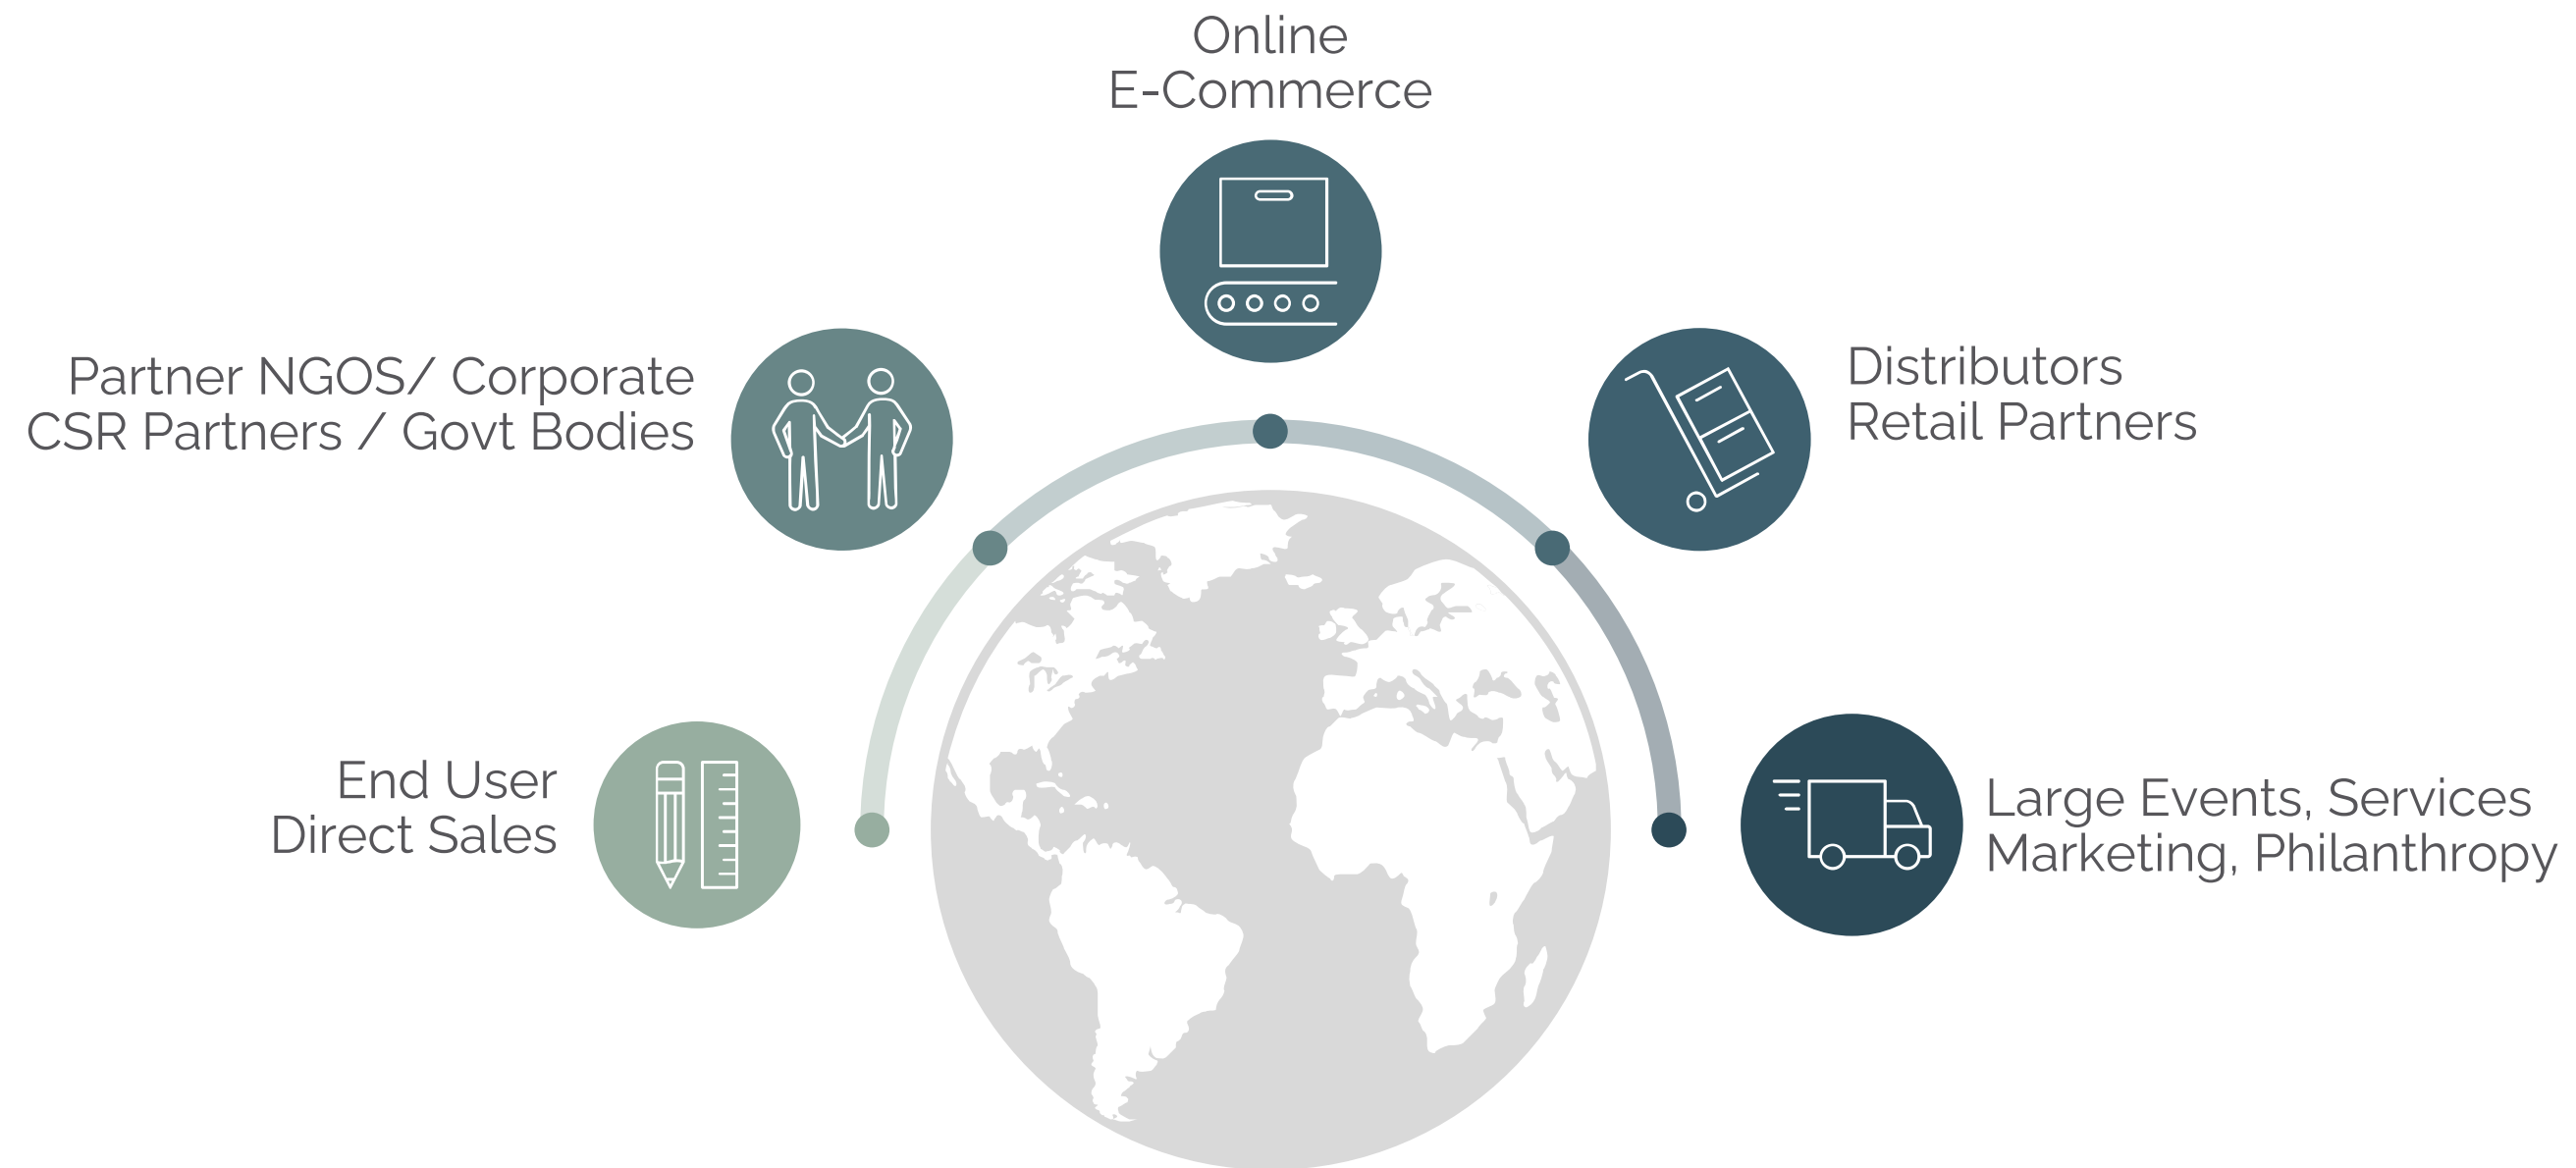 Online
E-Commerce
Partner NGOS/ Corporate
CSR Partners / Govt Bodies
Distributors
Retail Partners
End User
Direct Sales
Large Events, Services
Marketing, Philanthropy